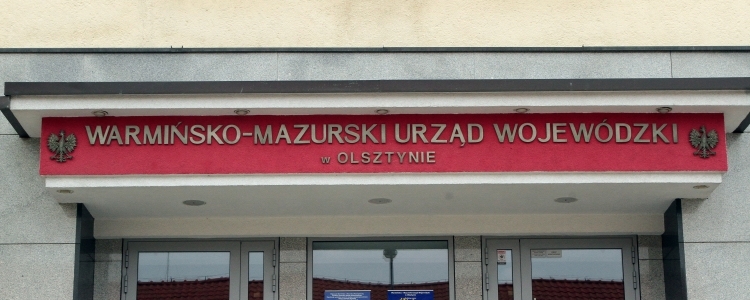 WARMIŃSKO-MAZURSKI URZĄD WOJEWÓDZKI
w OLSZTYNIE